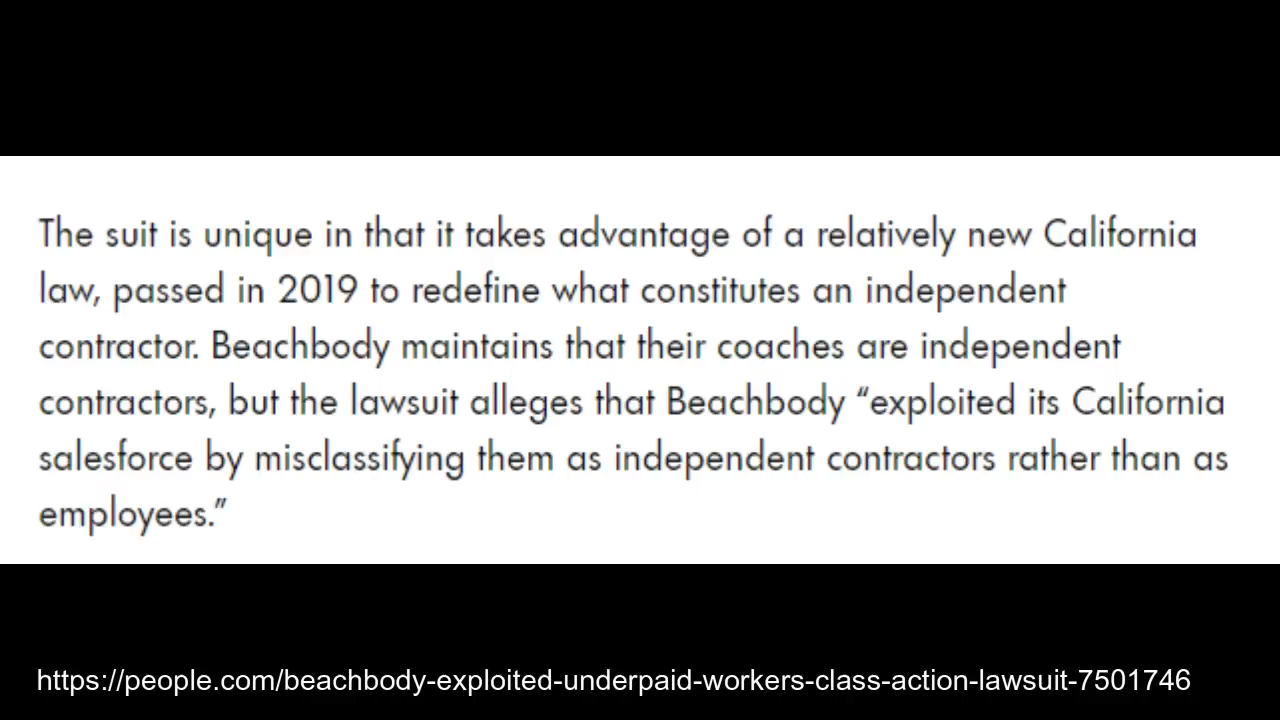 The suit is unique in that it takes advantage of a relatively new California
law, passed in 2019 to redefine what constitutes an independent
contractor. Beachbody maintains that their coaches are independent
contractors, but the lawsuit alleges that Beachbody “exploited its California
salesforce by misclassifying them as independent contractors rather than as
employees.”
https://people.com/beachbody-exploited-underpaid-workers-class-action-lawsuit-7501746